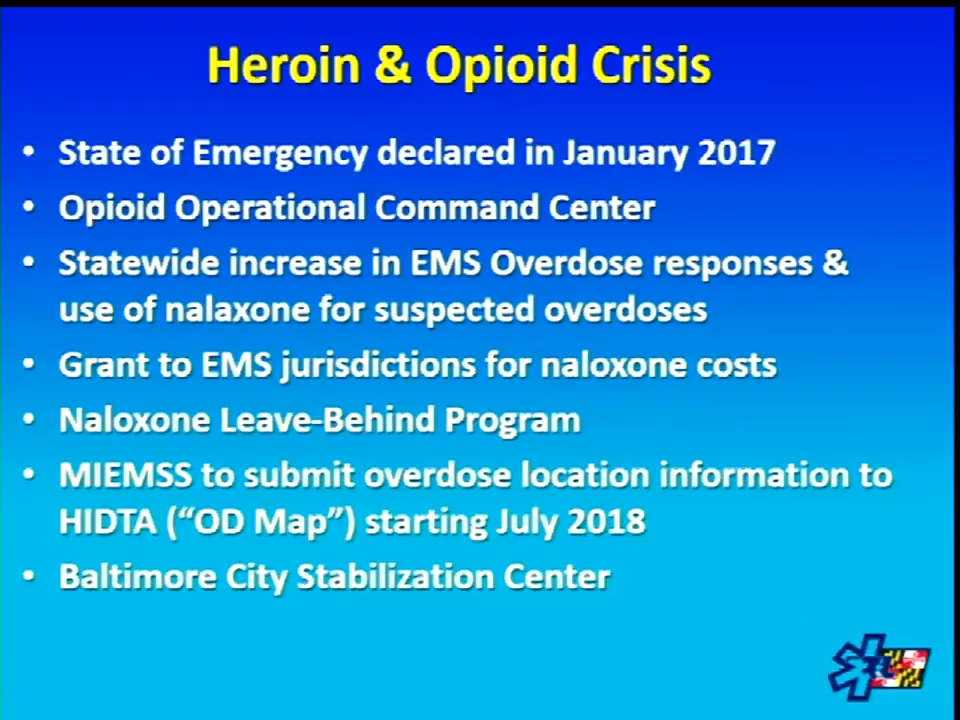 Heroin & Opioid Crisis
• State of Emergency declared in January 2017
• Opioid Operational Command Center
• Statewide increase in EMS Overdose responses &
use of nalaxone for suspected overdoses
• Grant to EMS jurisdictions for naloxone costs
• Naloxone Leave-Behind Program
• MIEMSS to submit overdose location information to
HIDTA (“OD Map”) starting July 2018
• Baltimore City Stabilization Center